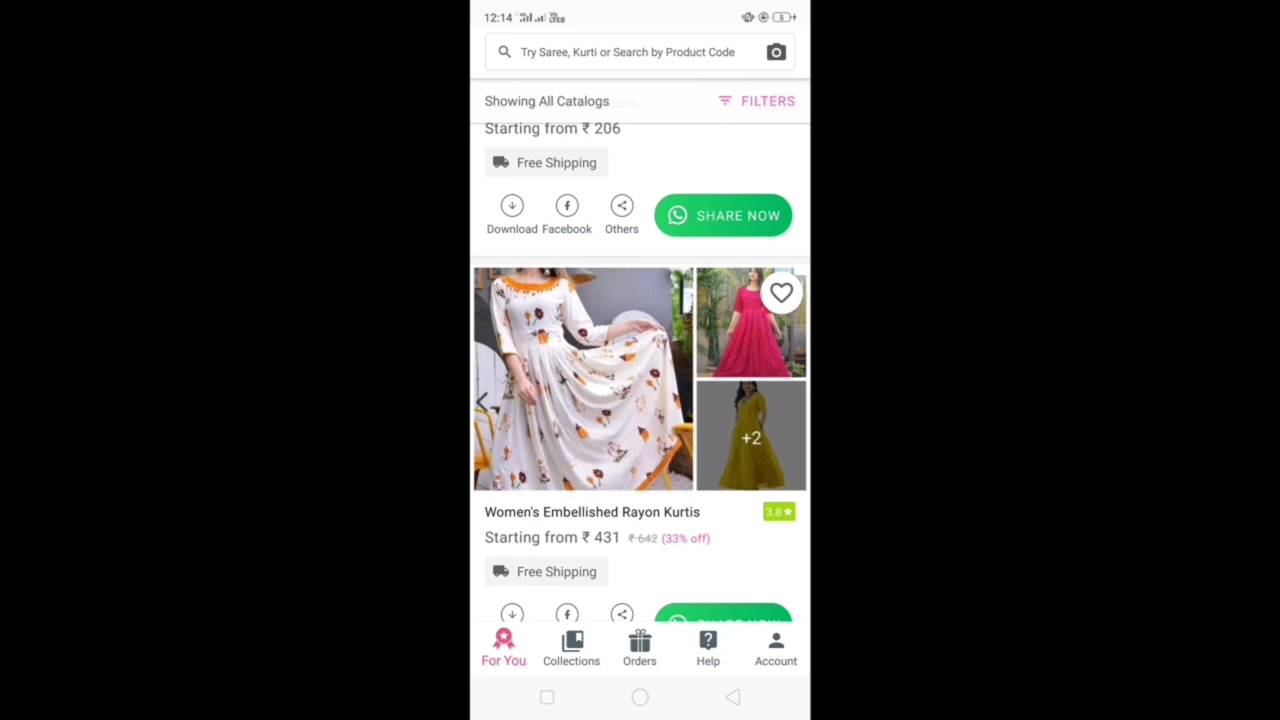 12:14
Try Saree, Kurti or Search by Product Code
Showing All Catalogs
FILTERS
Starting from ₹ 206
Free Shipping
Download Facebook Others
SHARE NOW
+2
Women's Embellished Rayon Kurtis
3.8★
Starting from ₹ 431 ₹ 642 (33% off)
Free Shipping
SHARE NOW
For You Collections Orders Help Account